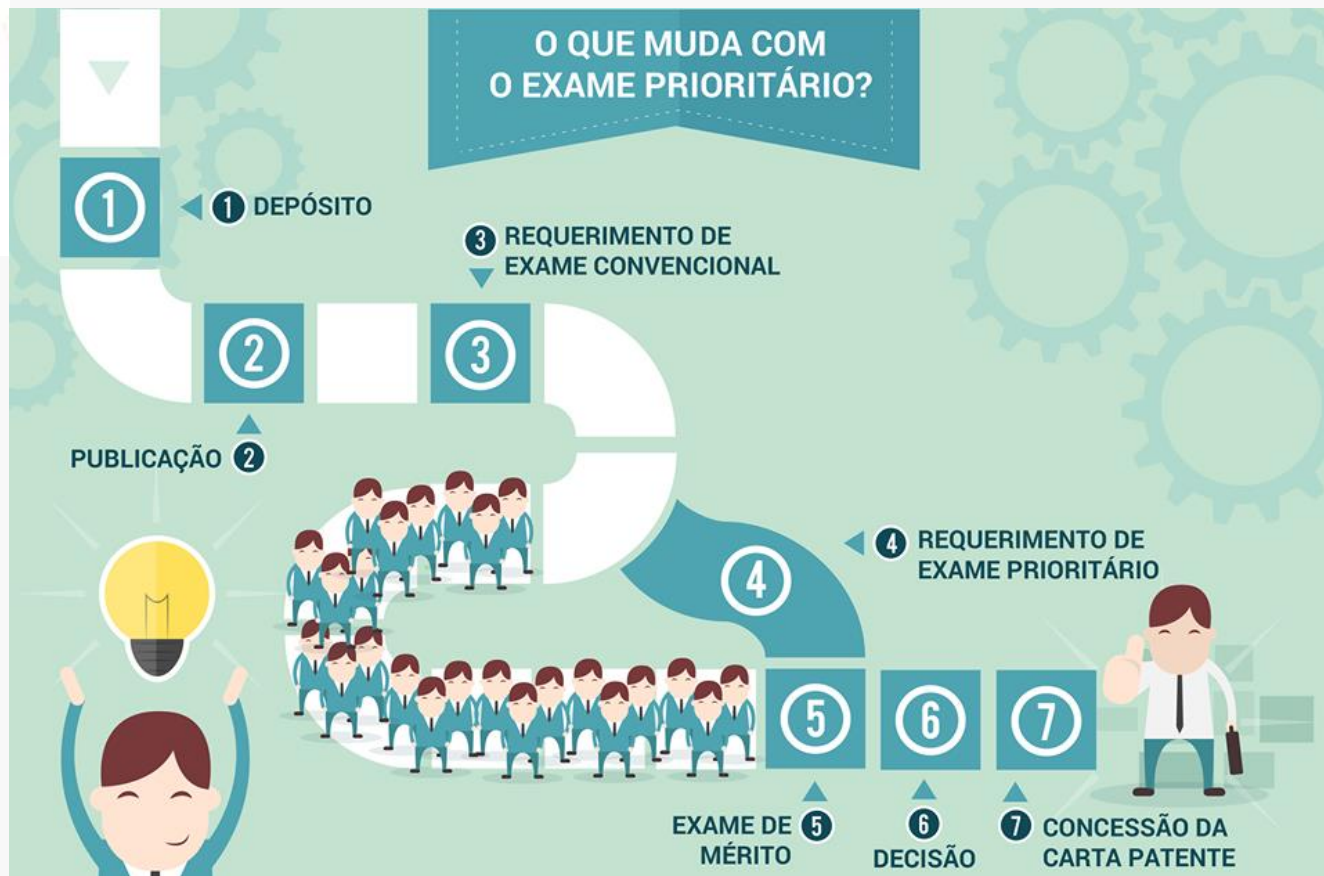 O QUE MUDA COM
O EXAME PRIORITÁRIO?
1
1 DEPÓSITO
3 REQUERIMENTO DE
EXAME CONVENCIONAL
2
3
PUBLICAÇÃO 2
4
4 REQUERIMENTO DE
EXAME PRIORITÁRIO
5
6
7
EXAME DE 5
MÉRITO
6
DECISÃO
7 CONCESSÃO DA
CARTA PATENTE